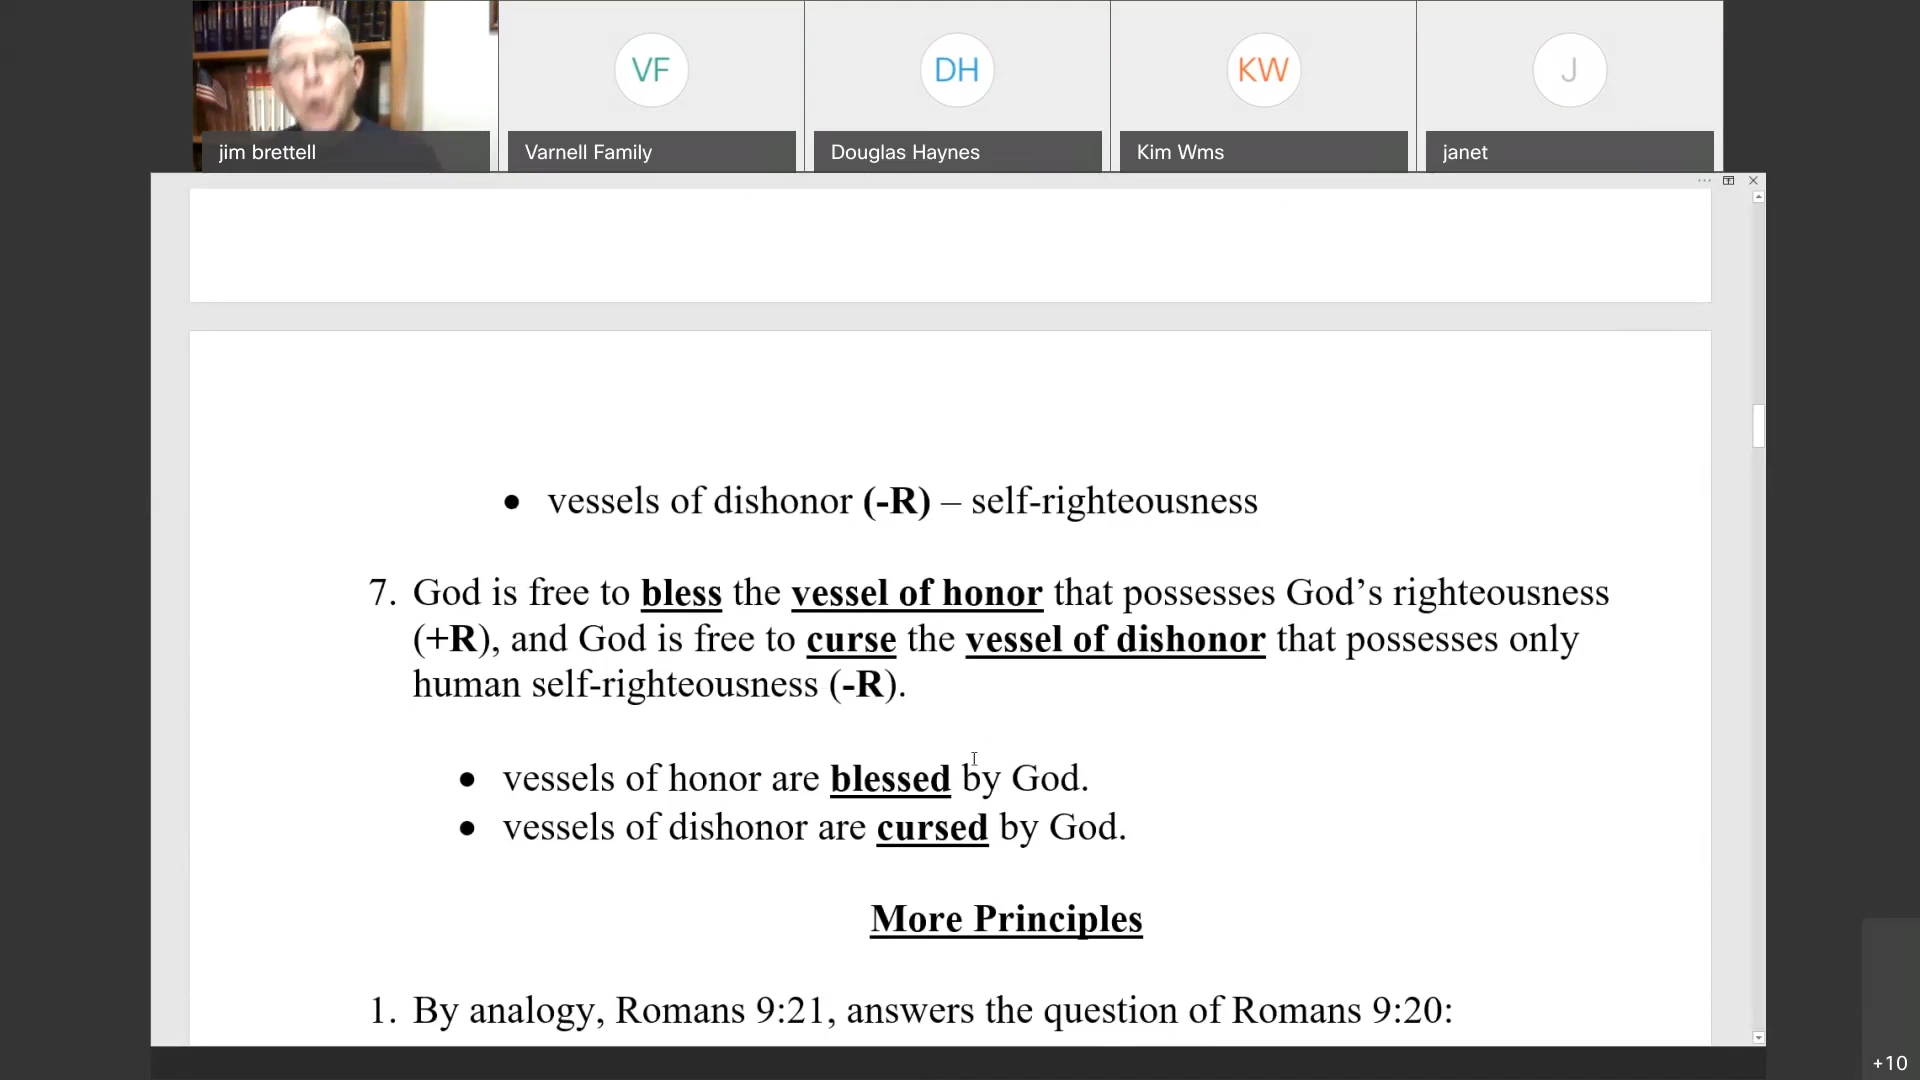 VF
DH
KW
J
jim brettell
Varnell Family
Douglas Haynes
Kim Wms
janet
• vessels of dishonor (-R) – self-righteousness
7. God is free to bless the vessel of honor that possesses God’s righteousness
(+R), and God is free to curse the vessel of dishonor that possesses only
human self-righteousness (-R).
• vessels of honor are blessed by God.
• vessels of dishonor are cursed by God.
More Principles
1. By analogy, Romans 9:21, answers the question of Romans 9:20:
+10